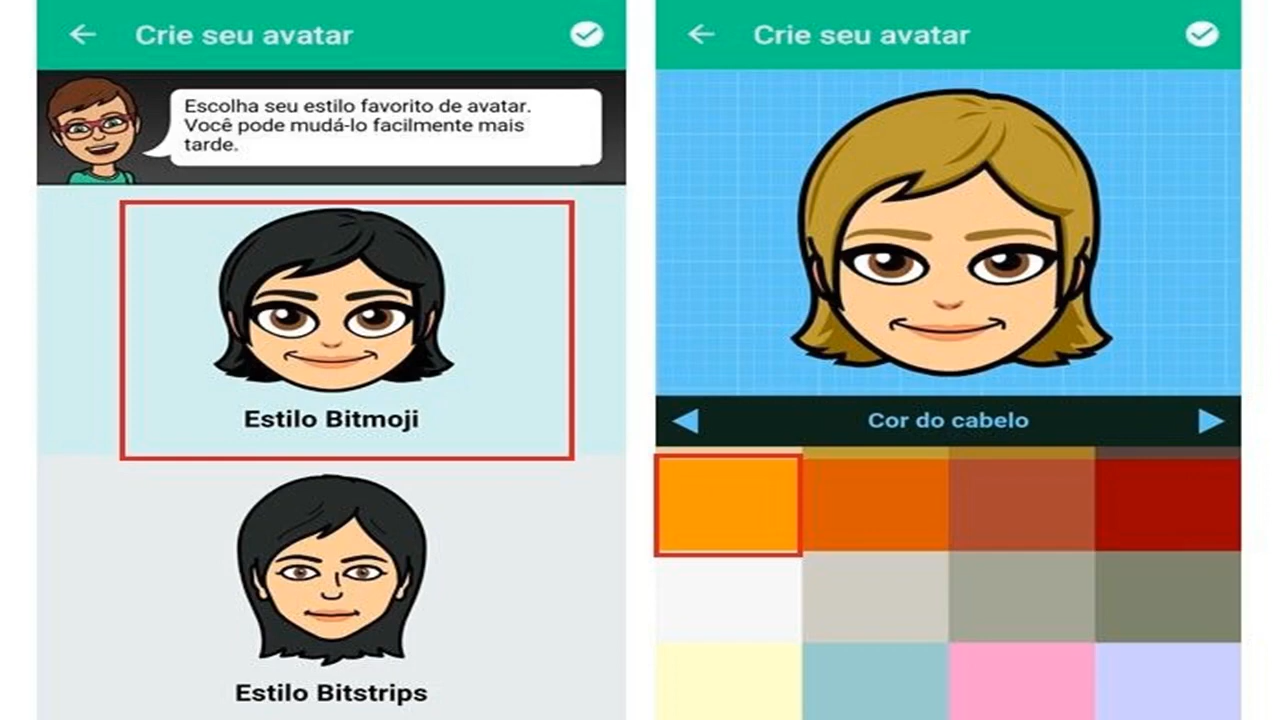 Crie seu avatar
Escolha seu estilo favorito de avatar.
Você pode mudá-lo facilmente mais
tarde.
Estilo Bitmoji
Estilo Bitstrips
Crie seu avatar
Cor do cabelo